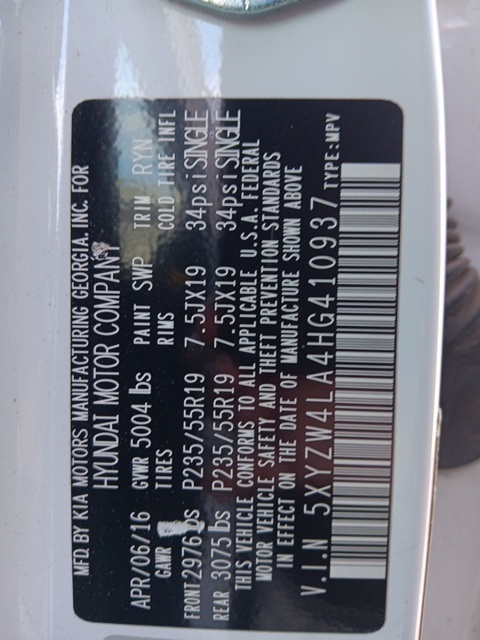 MFD. BY KIA MOTORS MANUFACTURING GEORGIA, INC. FOR
HYUNDAI MOTOR COMPANY
APR/06/16 GVWR 5004 lbs PAINT SWP TRIM RYN
GAWR TIRES RIMS COLD TIRE INFL
FRONT 2976 lbs P235/55R19 7.5JX19 34psi SINGLE
REAR 3075 lbs P235/55R19 7.5JX19 34psi SINGLE
THIS VEHICLE CONFORMS TO ALL APPLICABLE U.S.A. FEDERAL
MOTOR VEHICLE SAFETY AND THEFT PREVENTION STANDARDS
IN EFFECT ON THE DATE OF MANUFACTURE SHOWN ABOVE
V.I.N 5XYZW4LA4HG410937 TYPE:MPV